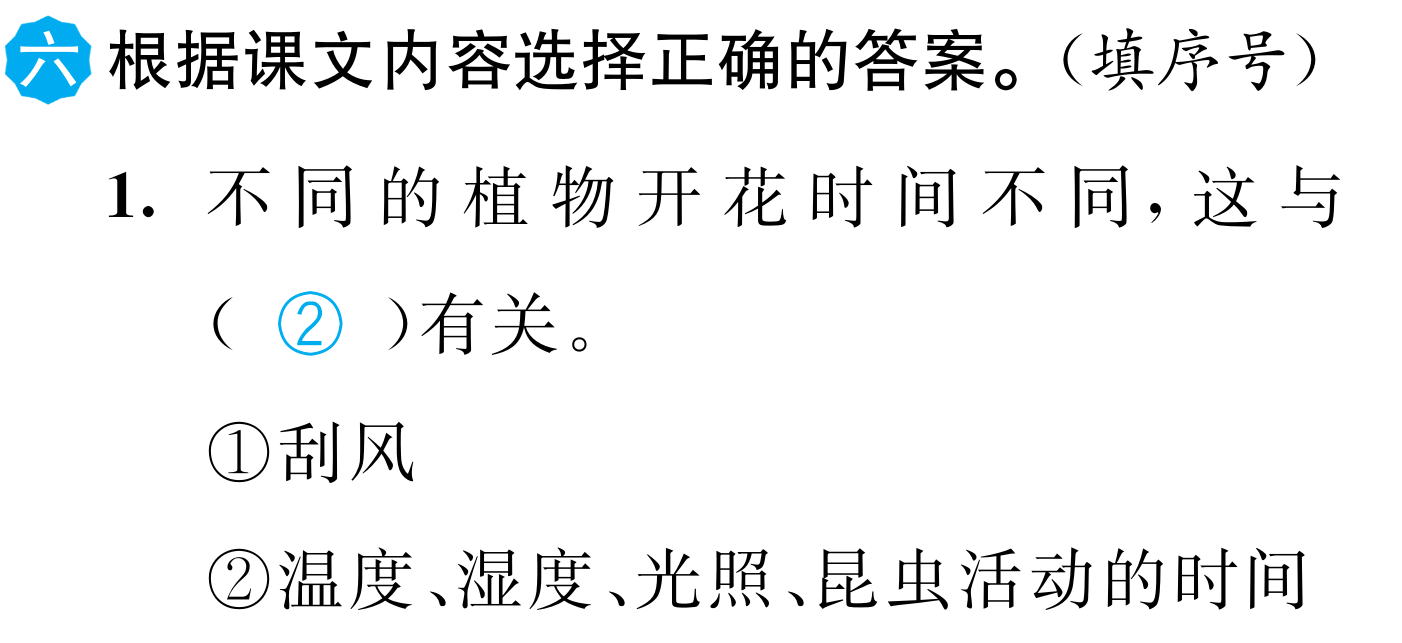 六 根据课文内容选择正确的答案。（填序号）
1. 不同的植物开花时间不同，这与
（ ② ）有关。
①刮风
②温度、湿度、光照、昆虫活动的时间